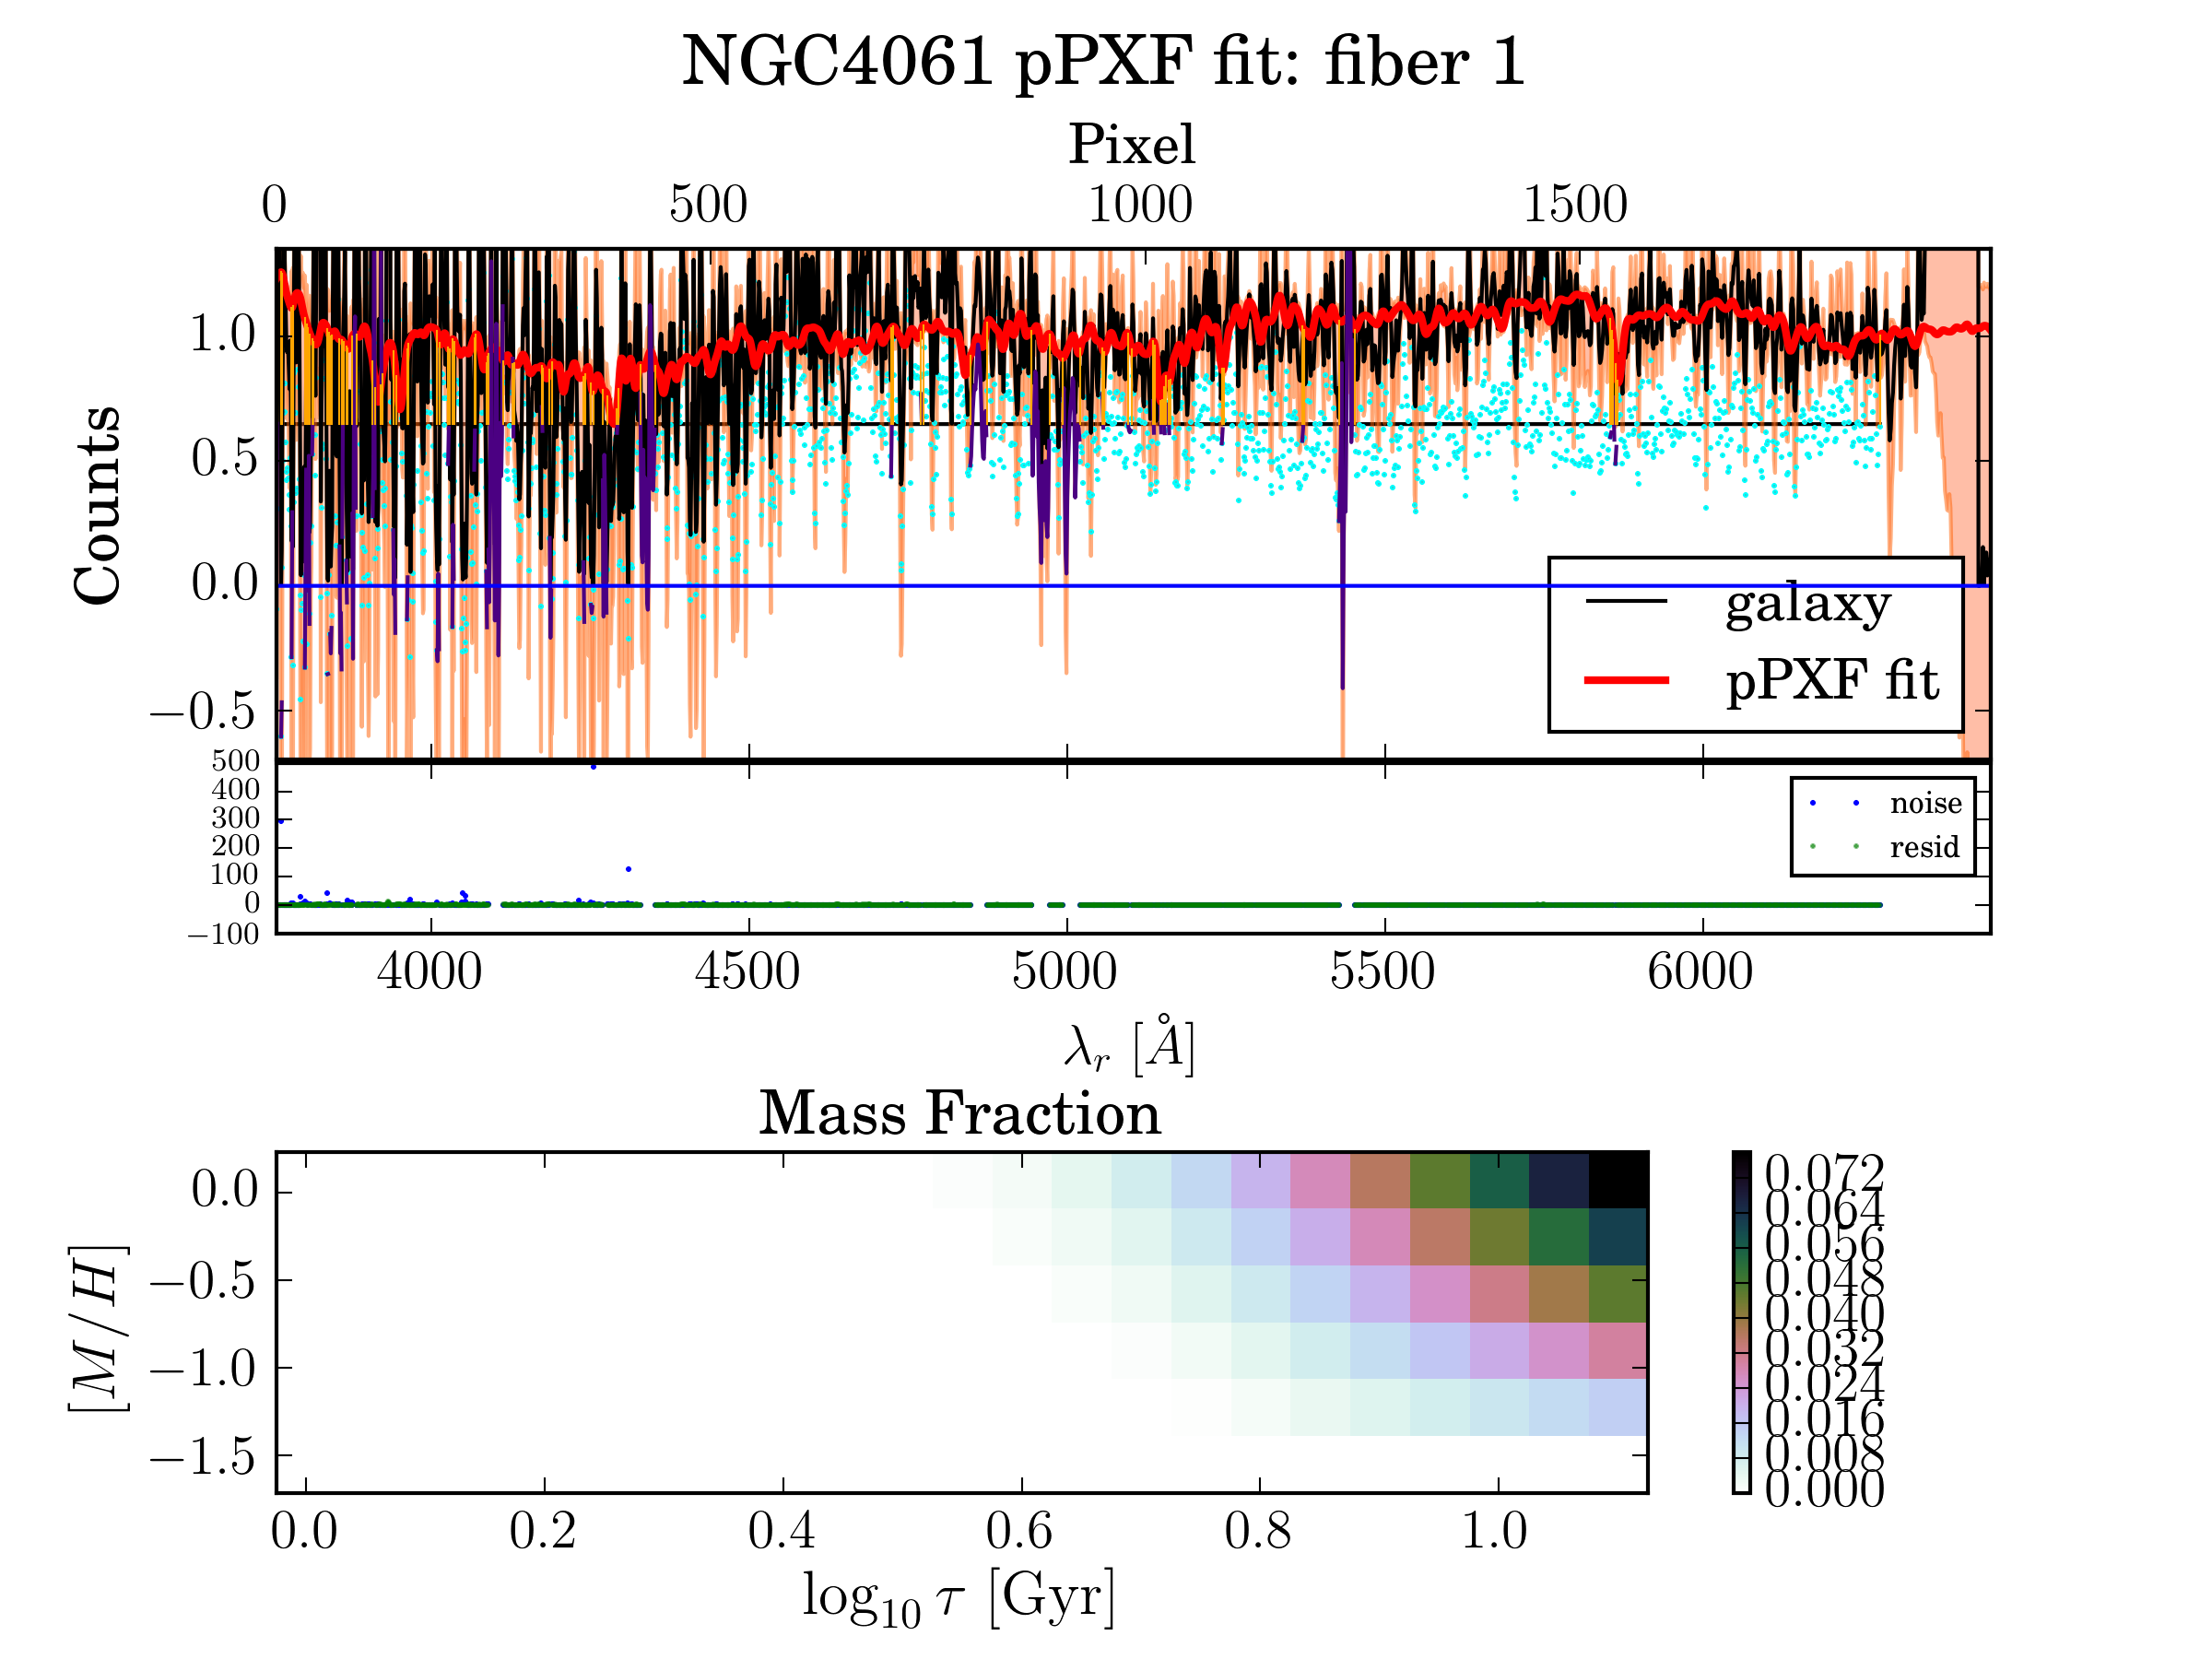 NGC4061 pPXF fit: fiber 1
Pixel
0 500 1000 1500
Counts
1.0
0.5
0.0
−0.5
galaxy
pPXF fit
500
400
300
200
100
0
−100
noise
resid
4000 4500 5000 5500 6000
λr [Å]
Mass Fraction
[M/H]
0.0
−0.5
−1.0
−1.5
0.072
0.064
0.056
0.048
0.040
0.032
0.024
0.016
0.008
0.000
0.0 0.2 0.4 0.6 0.8 1.0
log10 τ [Gyr]